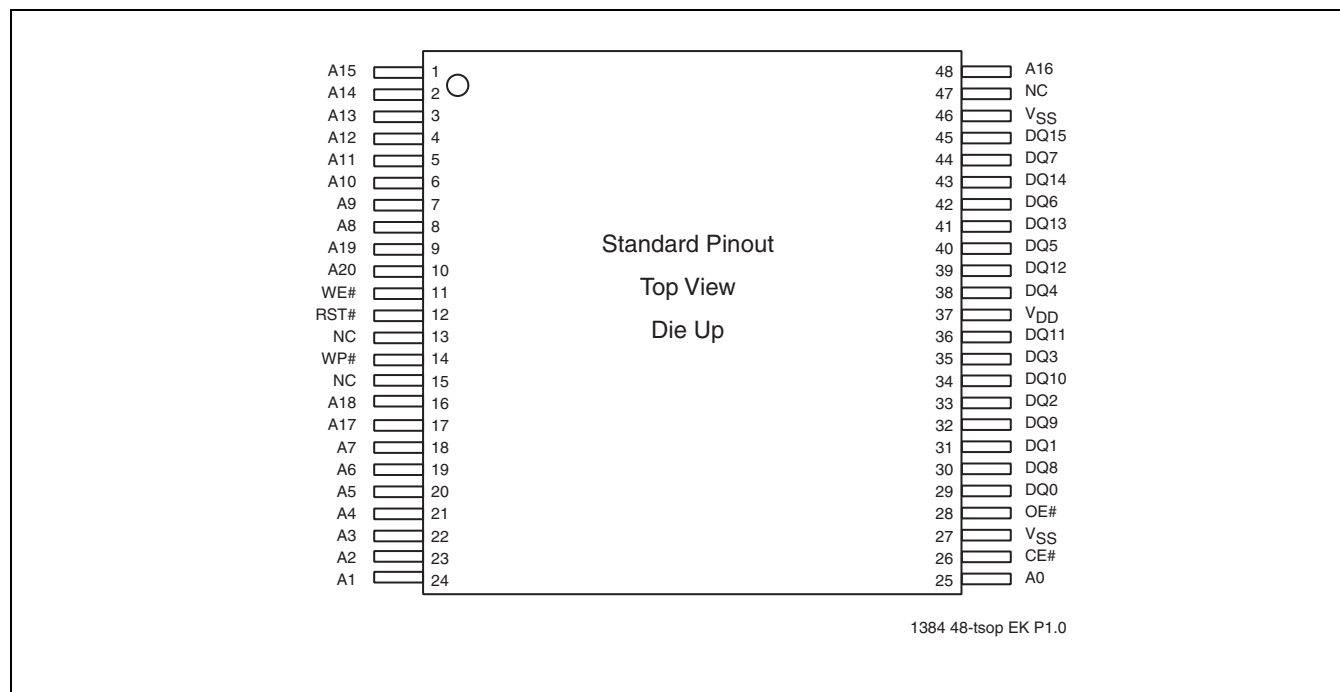 A15 1 48 A16
A14 2 47 NC
A13 3 46 VSS
A12 4 45 DQ15
A11 5 44 DQ7
A10 6 43 DQ14
A9 7 42 DQ6
A8 8 41 DQ13
A19 9 40 DQ5
A20 10 39 DQ12
WE# 11 38 DQ4
RST# 12 37 VDD
NC 13 36 DQ11
WP# 14 35 DQ3
NC 15 34 DQ10
A18 16 33 DQ2
A17 17 32 DQ9
A7 18 31 DQ1
A6 19 30 DQ8
A5 20 29 DQ0
A4 21 28 OE#
A3 22 27 VSS
A2 23 26 CE#
A1 24 25 A0
Standard Pinout
Top View
Die Up
1384 48-tsop EK P1.0